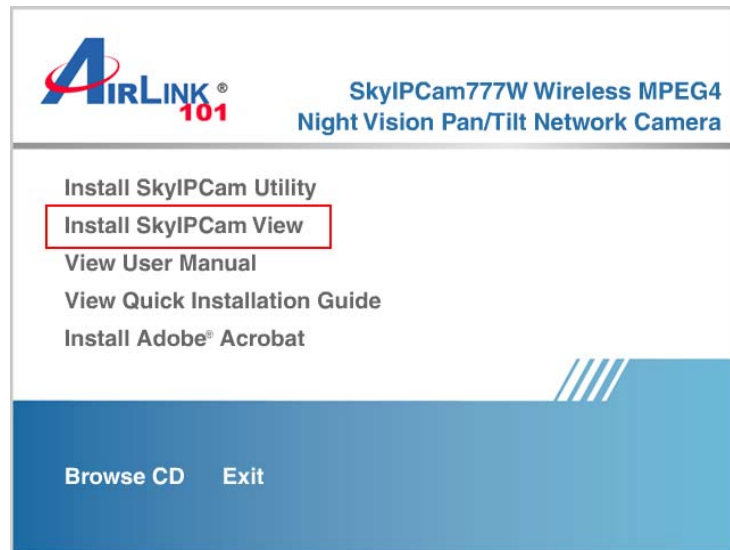 AIRLINK ®
101
SkyIPCam777W Wireless MPEG4
Night Vision Pan/Tilt Network Camera
Install SkyIPCam Utility
Install SkyIPCam View
View User Manual
View Quick Installation Guide
Install Adobe® Acrobat
Browse CD Exit